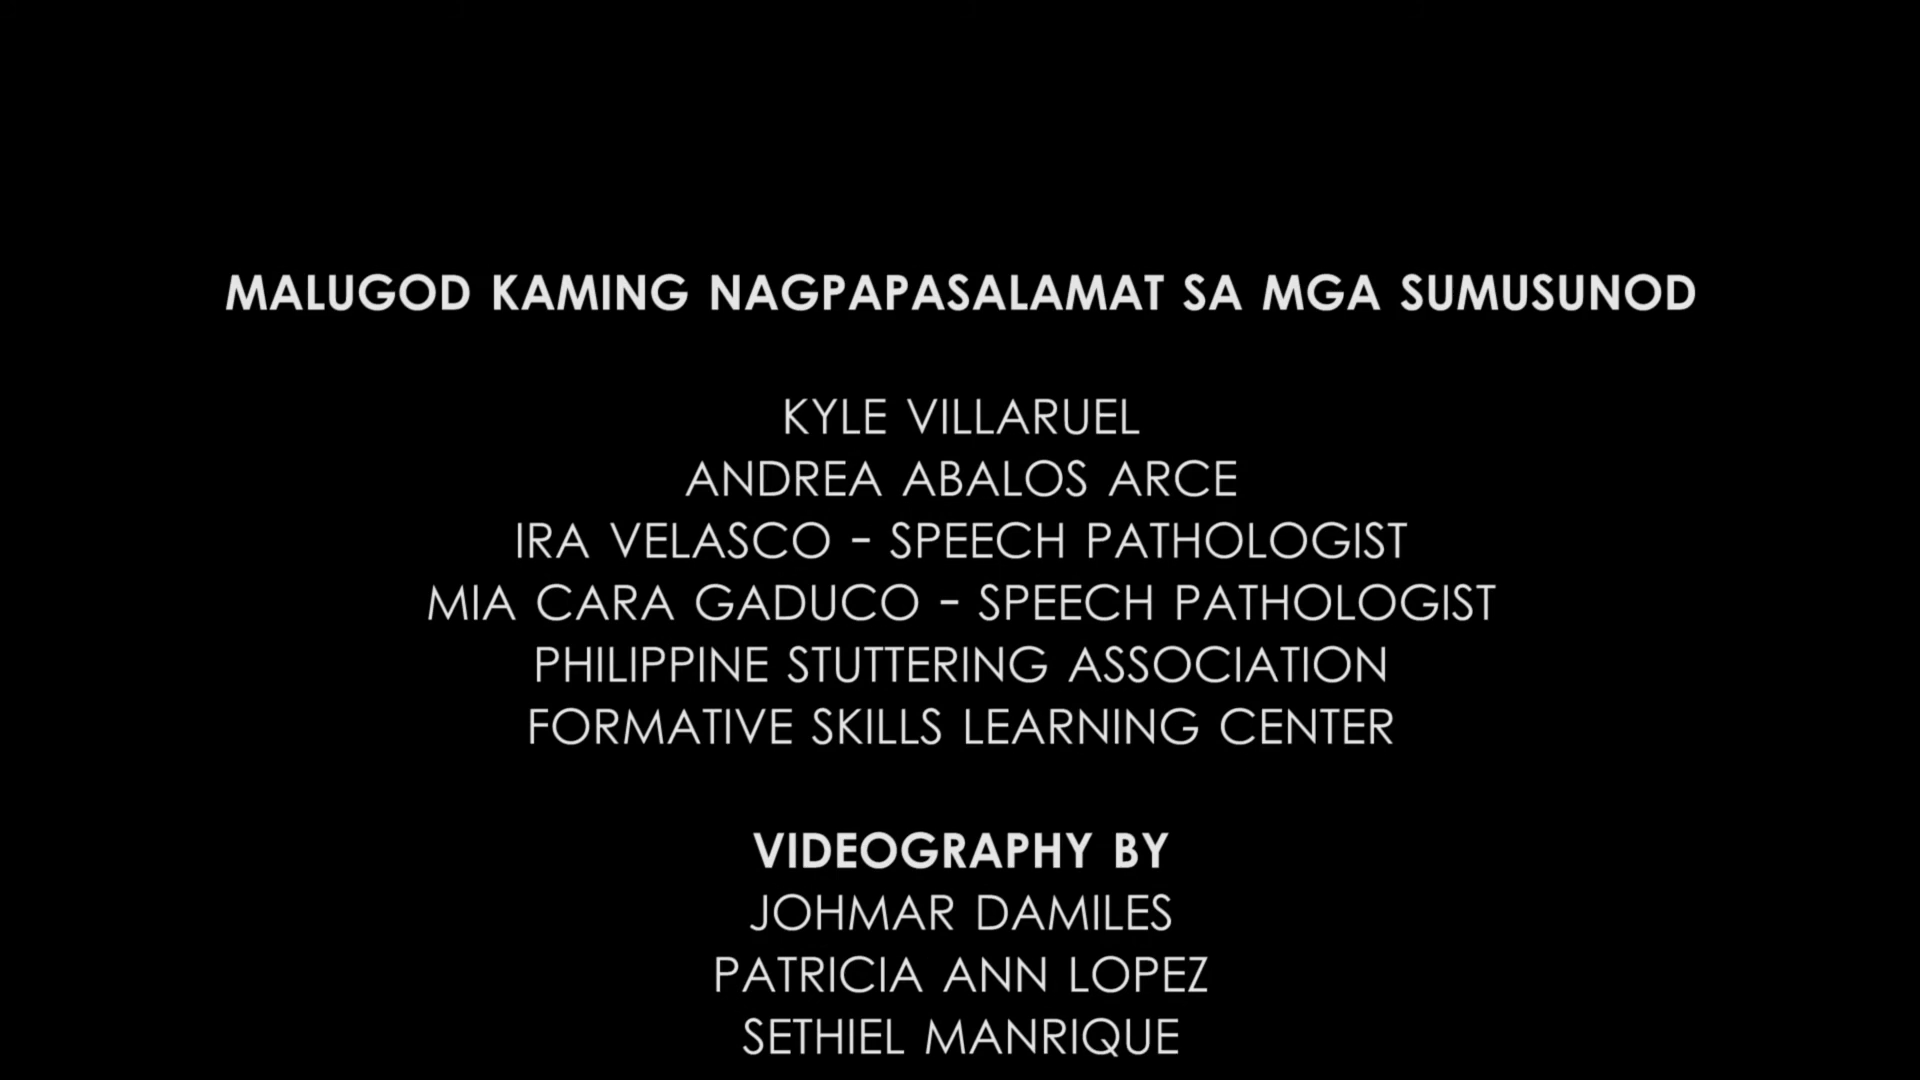 MALUGOD KAMING NAGPAPASALAMAT SA MGA SUMUSUNOD
KYLE VILLARUEL
ANDREA ABALOS ARCE
IRA VELASCO - SPEECH PATHOLOGIST
MIA CARA GADUCO - SPEECH PATHOLOGIST
PHILIPPINE STUTTERING ASSOCIATION
FORMATIVE SKILLS LEARNING CENTER
VIDEOGRAPHY BY
JOHMAR DAMILES
PATRICIA ANN LOPEZ
SETHIEL MANRIQUE